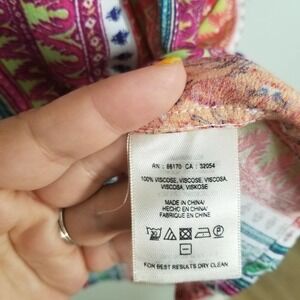 RN : 66170 CA : 32054
100% VISCOSE, VISCOSE, VISCOSA,
VISCOSA, VISKOSE
MADE IN CHINA/
HECHO EN CHINA/
FABRIQUE EN CHINE
FOR BEST RESULTS DRY CLEAN